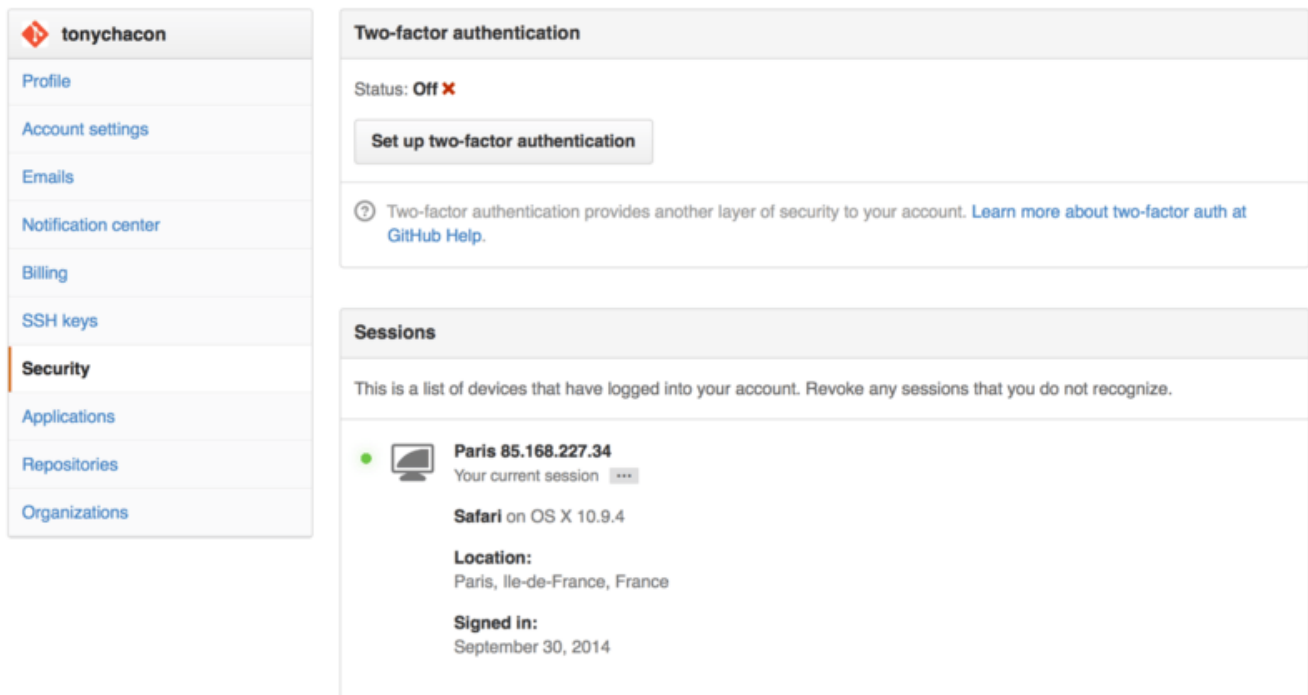 tonychacon
Profile
Account settings
Emails
Notification center
Billing
SSH keys
Security
Applications
Repositories
Organizations
Two-factor authentication
Status: Off ✖
Set up two-factor authentication
Two-factor authentication provides another layer of security to your account. Learn more about two-factor auth at
GitHub Help.
Sessions
This is a list of devices that have logged into your account. Revoke any sessions that you do not recognize.
Paris 85.168.227.34
Your current session ...
Safari on OS X 10.9.4
Location:
Paris, Ile-de-France, France
Signed in:
September 30, 2014